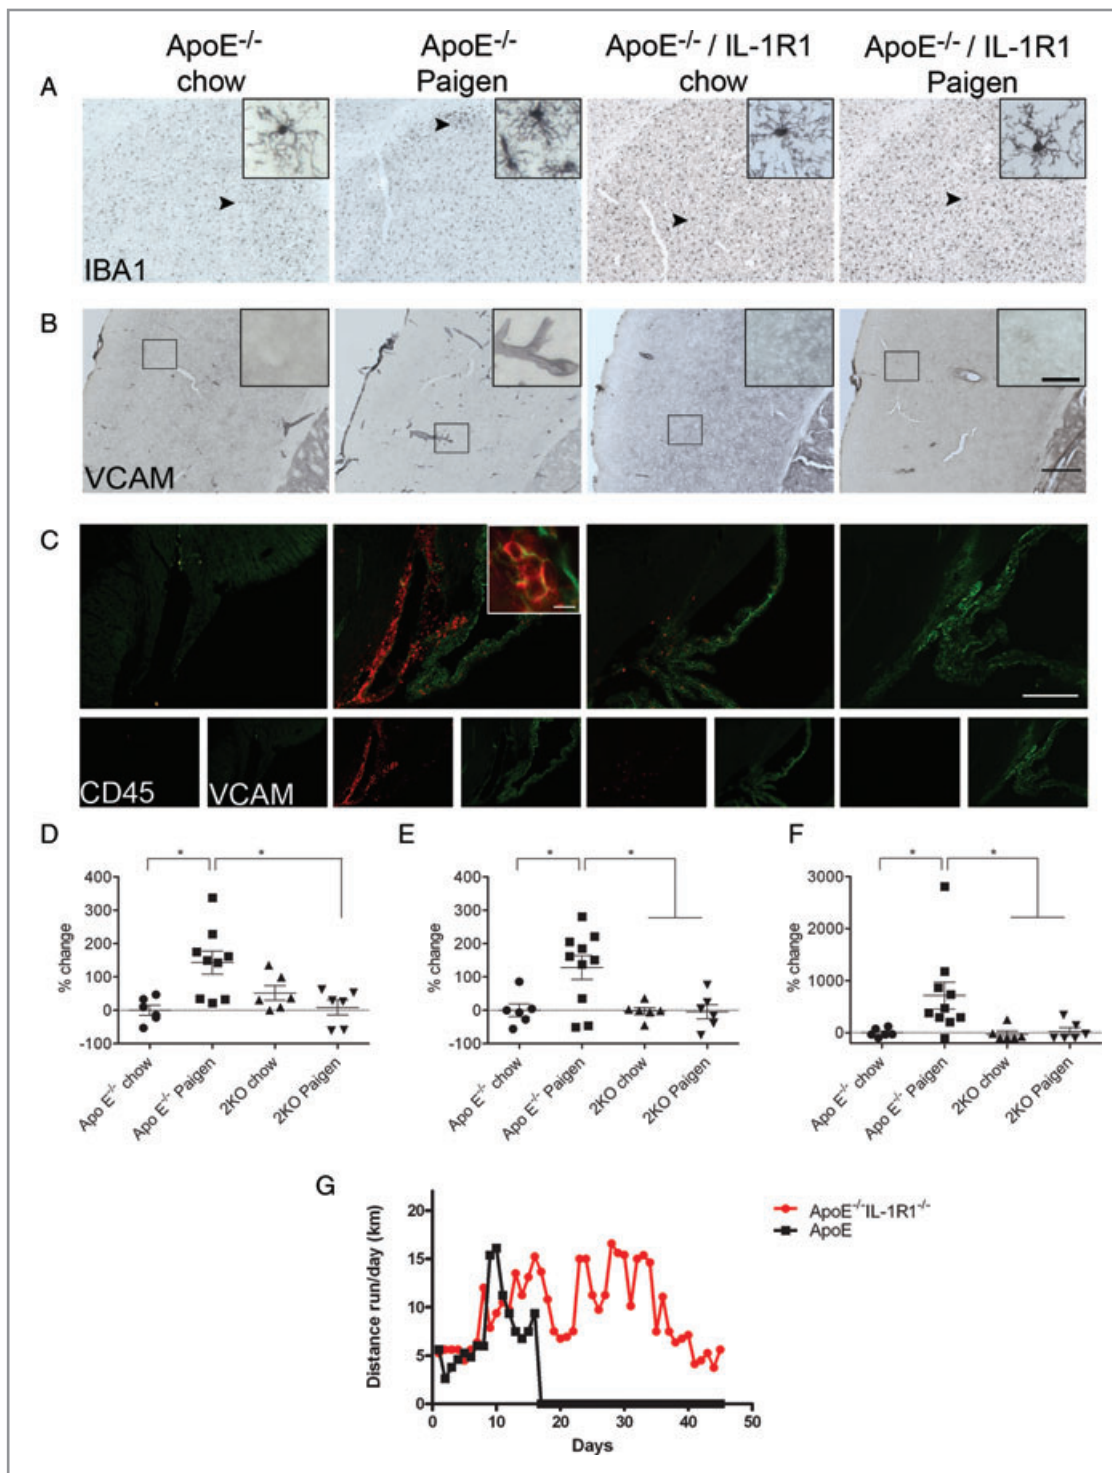 ApoE⁻/⁻ ApoE⁻/⁻ ApoE⁻/⁻ / IL-1R1 ApoE⁻/⁻ / IL-1R1
chow Paigen chow Paigen
A
IBA1
B
VCAM
C
CD45 VCAM
D E F
400 400 3000
300 300 2000
200 200
100 100 1000
0 0 0
-100 -100
% change % change % change
* * * * * *
Apo E⁻/⁻ chow Apo E⁻/⁻ Paigen 2KO chow 2KO Paigen
Apo E⁻/⁻ chow Apo E⁻/⁻ Paigen 2KO chow 2KO Paigen
Apo E⁻/⁻ chow Apo E⁻/⁻ Paigen 2KO chow 2KO Paigen
G
Distance run/day (km)
20
15
10
5
0
0 10 20 30 40 50
Days
ApoE⁻/⁻IL-1R1⁻/⁻
ApoE